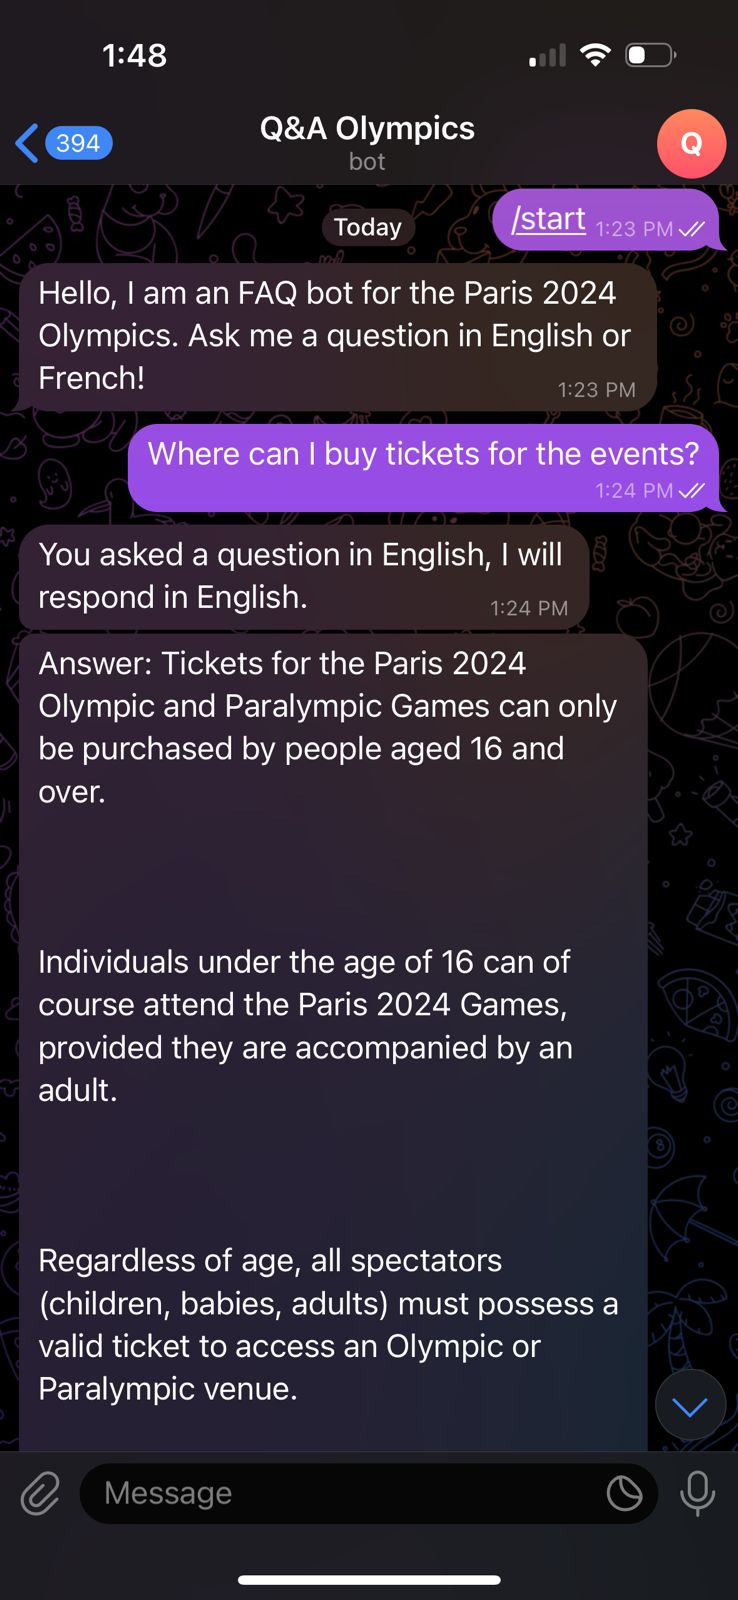 1:48
394
Q&A Olympics
bot
Q
Today
/start 1:23 PM
Hello, I am an FAQ bot for the Paris 2024
Olympics. Ask me a question in English or
French!
1:23 PM
Where can I buy tickets for the events?
1:24 PM
You asked a question in English, I will
respond in English.
1:24 PM
Answer: Tickets for the Paris 2024
Olympic and Paralympic Games can only
be purchased by people aged 16 and
over.
Individuals under the age of 16 can of
course attend the Paris 2024 Games,
provided they are accompanied by an
adult.
Regardless of age, all spectators
(children, babies, adults) must possess a
valid ticket to access an Olympic or
Paralympic venue.
Message